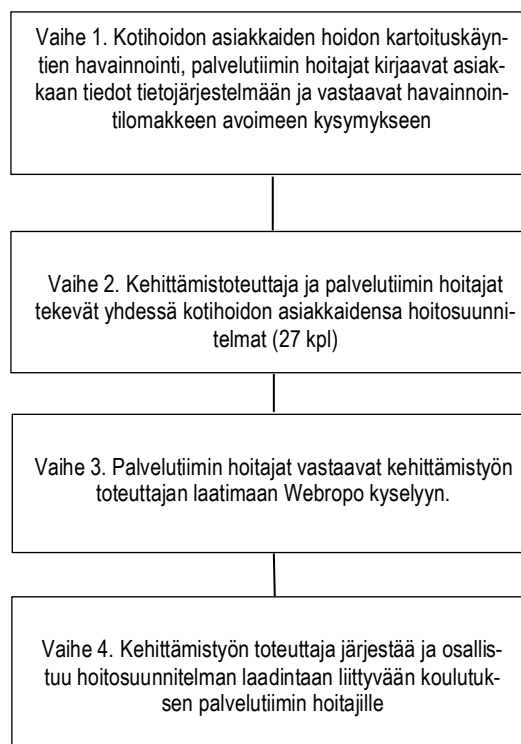 Vaihe 1. Kotihoidon asiakkaiden hoidon kartoituskäyn-
tien havainnointi, palvelutiimin hoitajat kirjaavat asiak-
kaan tiedot tietojärjestelmään ja vastaavat havainnoin-
tilomakkeen avoimeen kysymykseen
Vaihe 2. Kehittämistoteuttaja ja palvelutiimin hoitajat
tekevät yhdessä kotihoidon asiakkaidensa hoitosuunni-
telmat (27 kpl)
Vaihe 3. Palvelutiimin hoitajat vastaavat kehittämistyön
toteuttajan laatimaan Webropo kyselyyn.
Vaihe 4. Kehittämistyön toteuttaja järjestää ja osallis-
tuu hoitosuunnitelman laadintaan liittyvään koulutuk-
sen palvelutiimin hoitajille